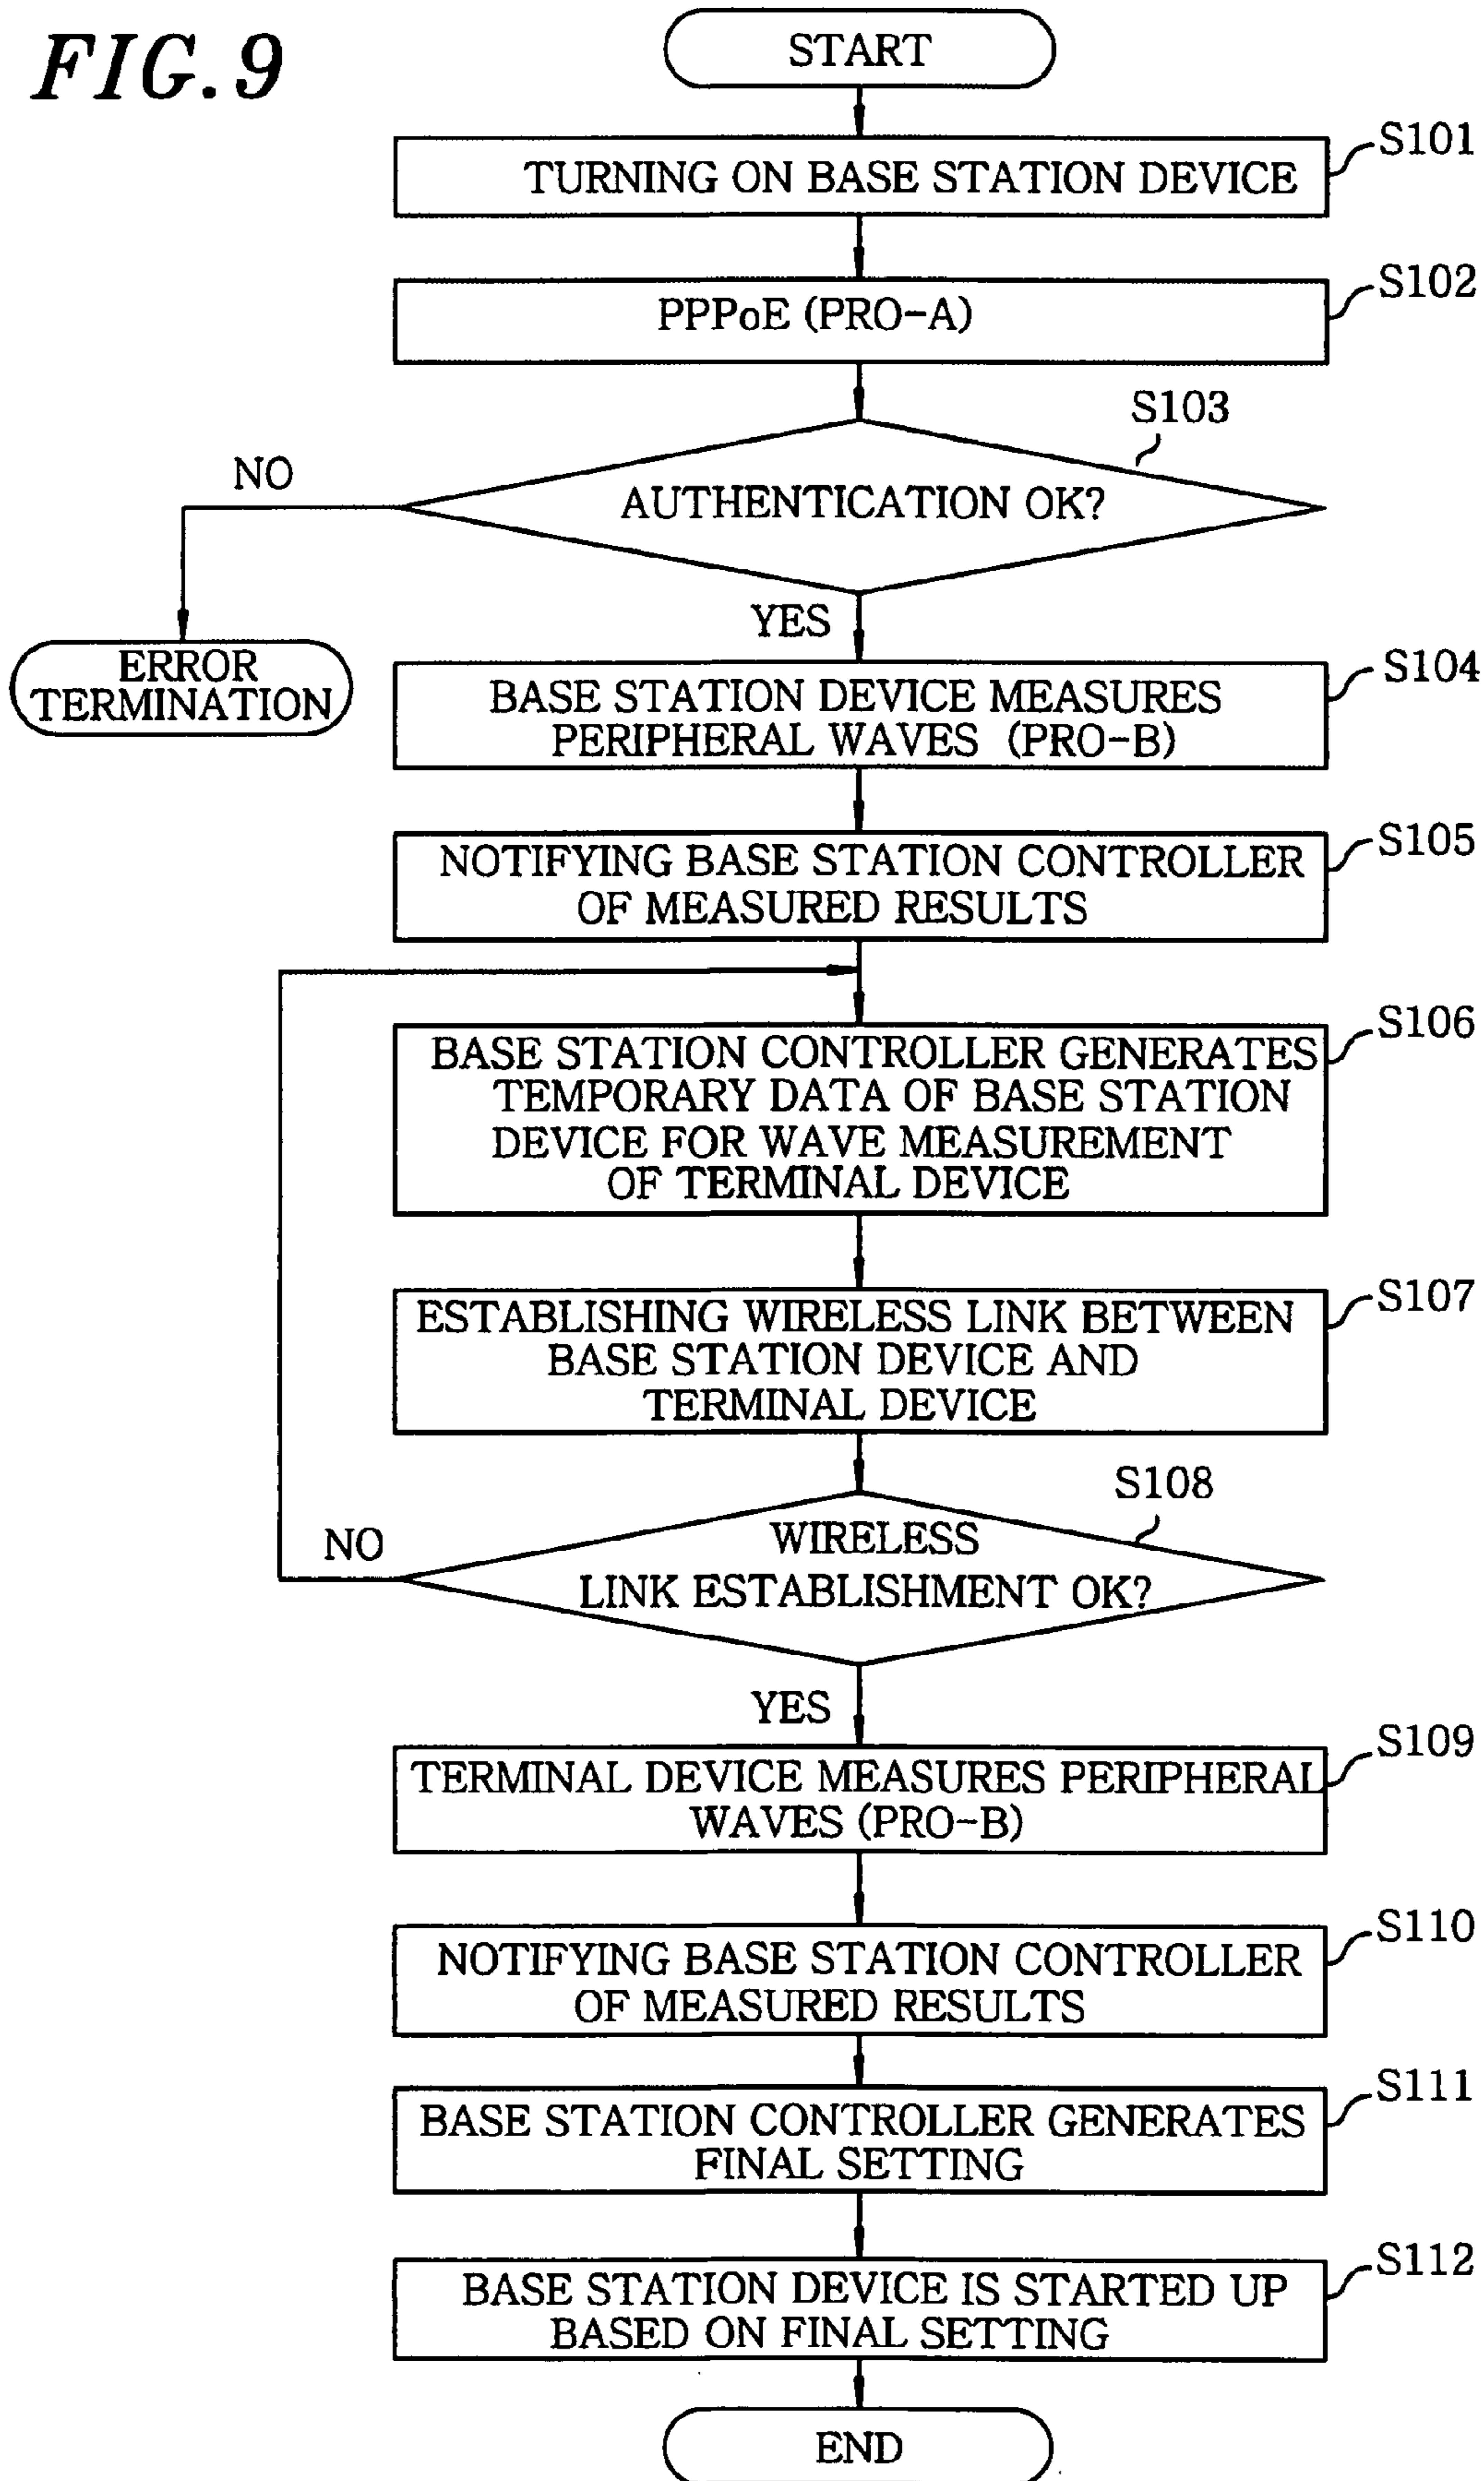 FIG.9
START
S101
TURNING ON BASE STATION DEVICE
S102
PPPoE (PRO-A)
S103
NO
AUTHENTICATION OK?
YES
ERROR
TERMINATION
S104
BASE STATION DEVICE MEASURES
PERIPHERAL WAVES (PRO-B)
S105
NOTIFYING BASE STATION CONTROLLER
OF MEASURED RESULTS
S106
BASE STATION CONTROLLER GENERATES
TEMPORARY DATA OF BASE STATION
DEVICE FOR WAVE MEASUREMENT
OF TERMINAL DEVICE
S107
ESTABLISHING WIRELESS LINK BETWEEN
BASE STATION DEVICE AND
TERMINAL DEVICE
S108
NO
WIRELESS
LINK ESTABLISHMENT OK?
YES
S109
TERMINAL DEVICE MEASURES PERIPHERAL
WAVES (PRO-B)
S110
NOTIFYING BASE STATION CONTROLLER
OF MEASURED RESULTS
S111
BASE STATION CONTROLLER GENERATES
FINAL SETTING
S112
BASE STATION DEVICE IS STARTED UP
BASED ON FINAL SETTING
END